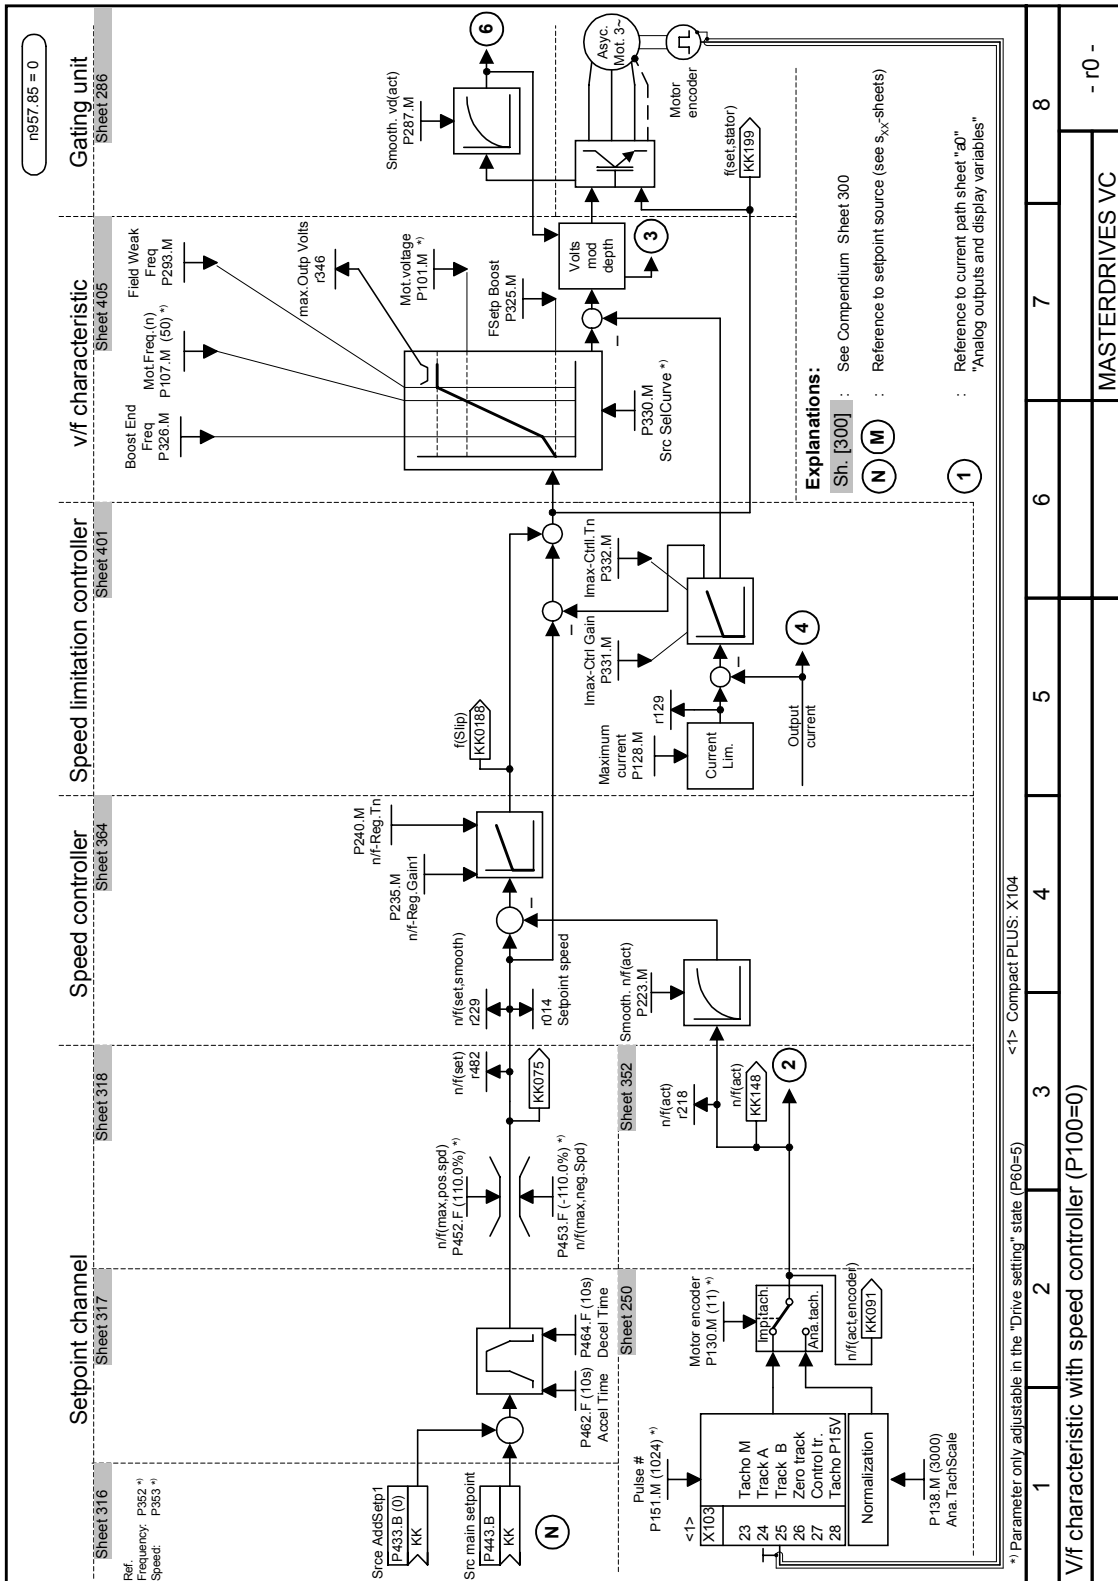 n957.85 = 0
Setpoint channel
Speed controller
Speed limitation controller
v/f characteristic
Gating unit
Sheet 316
Sheet 317
Sheet 318
Sheet 364
Sheet 401
Sheet 405
Sheet 286
Ref.
Frequency: P352 *)
Speed: P353 *)
Srce AddSetp1
P433.B (0)
KK
Src main setpoint
P443.B
KK
N
P462.F (10s)
Accel Time
P464.F (10s)
Decel Time
n/f(max,pos.spd)
P452.F (110.0%) *)
P453.F (-110.0%) *)
n/f(max,neg.Spd)
n/f(set)
r482
KK075
n/f(set,smooth)
r229
r014
Setpoint speed
P235.M
n/f-Reg.Gain1
P240.M
n/f-Reg.Tn
–
f(Slip)
KK0188
–
Boost End
Freq
P326.M
Mot.Freq.(n)
P107.M (50) *)
Field Weak
Freq
P293.M
max.Outp Volts
r346
Mot.voltage
P101.M *)
FSetp Boost
P325.M
P330.M
Src SelCurve *)
–
Volts
mod
depth
3
Smooth. vd(act)
P287.M
6
Asyc.
Mot. 3~
Motor
encoder
f(set,stator)
KK199
Sheet 250
Sheet 352
Pulse #
P151.M (1024) *)
<1>
X103
23 Tacho M
24 Track A
25 Track B
26 Zero track
27 Control tr.
28 Tacho P15V
Normalization
P138.M (3000)
Ana.TachScale
Motor encoder
P130.M (11) *)
Imp.tach.
Ana.tach.
n/f(act,encoder)
KK091
n/f(act)
r218
n/f(act)
KK148
2
Smooth. n/f(act)
P223.M
Maximum
current
P128.M
Current
Lim.
r129
–
Output
current
4
Imax-Ctrl Gain
P331.M
Imax-Ctrll.Tn
P332.M
Explanations:
Sh. [300] : See Compendium Sheet 300
N M : Reference to setpoint source (see sXX-sheets)
1 : Reference to current path sheet "a0"
"Analog outputs and display variables"
*) Parameter only adjustable in the "Drive setting" state (P60=5)
<1> Compact PLUS: X104
1 2 3 4 5 6 7 8
V/f characteristic with speed controller (P100=0)
MASTERDRIVES VC
- r0 -